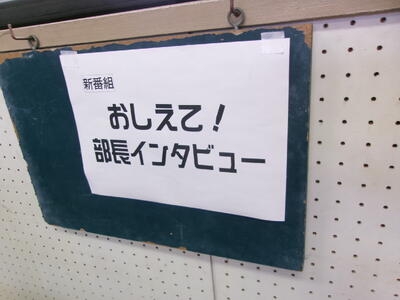 新番組
おしえて!
部長インタビュー